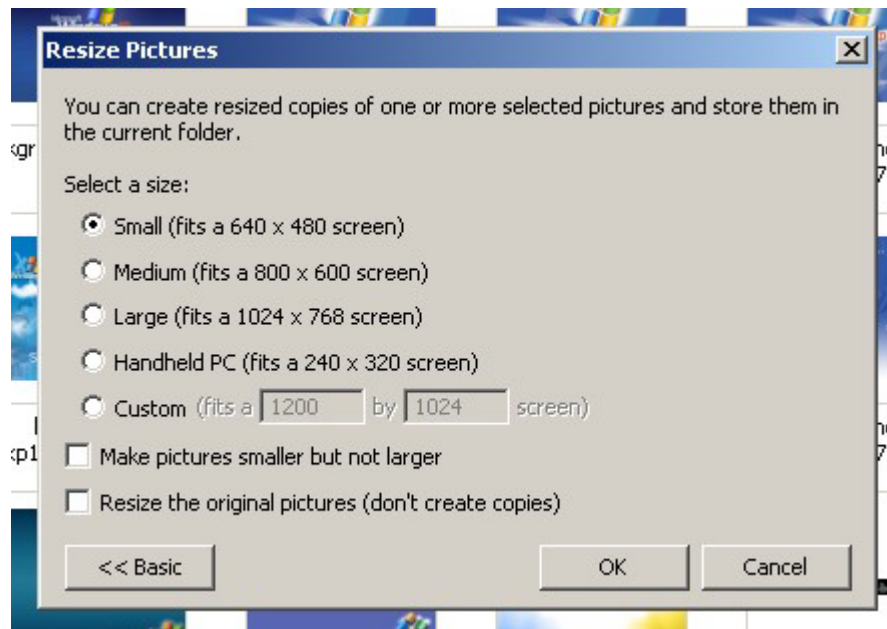 Resize Pictures
You can create resized copies of one or more selected pictures and store them in
the current folder.
Select a size:
Small (fits a 640 x 480 screen)
Medium (fits a 800 x 600 screen)
Large (fits a 1024 x 768 screen)
Handheld PC (fits a 240 x 320 screen)
Custom (fits a 1200 by 1024 screen)
Make pictures smaller but not larger
Resize the original pictures (don't create copies)
<< Basic
OK
Cancel